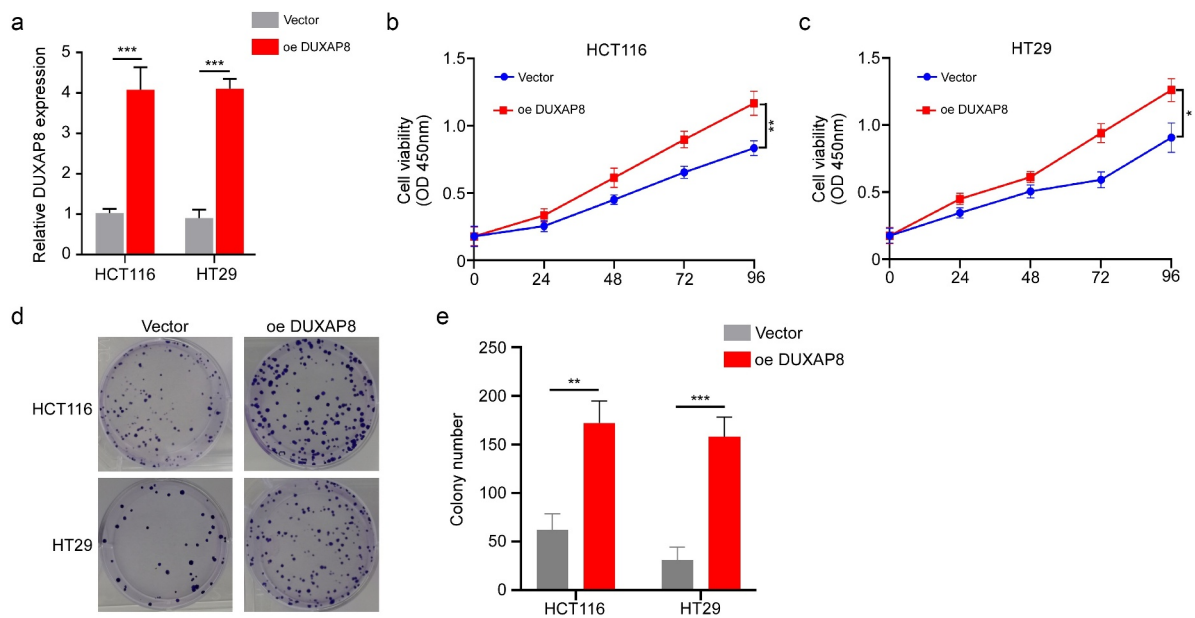 a
Vector
oe DUXAP8
Relative DUXAP8 expression
5
4
3
2
1
0
***
***
HCT116
HT29
b
HCT116
Cell viability
(OD 450nm)
1.5
1.0
0.5
0
Vector
oe DUXAP8
**
0 24 48 72 96
c
HT29
Cell viability
(OD 450nm)
1.5
1.0
0.5
0
Vector
oe DUXAP8
*
0 24 48 72 96
d
Vector
oe DUXAP8
HCT116
HT29
e
Vector
oe DUXAP8
Colony number
250
200
150
100
50
0
**
***
HCT116
HT29